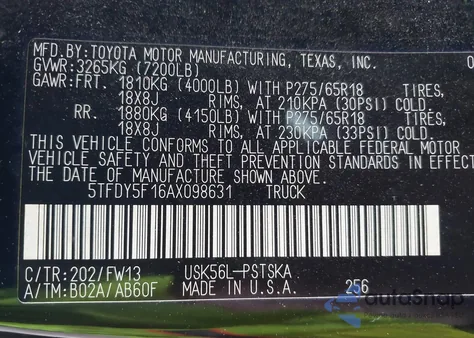 MFD.BY:TOYOTA MOTOR MANUFACTURING, TEXAS, INC.
GVWR:3265KG (7200LB)
GAWR:FRT. 1810KG (4000LB) WITH P275/65R18 TIRES,
18X8J RIMS, AT 210KPA (30PSI) COLD.
RR. 1880KG (4150LB) WITH P275/65R18 TIRES,
18X8J RIMS, AT 230KPA (33PSI) COLD.
THIS VEHICLE CONFORMS TO ALL APPLICABLE FEDERAL MOTOR
VEHICLE SAFETY AND THEFT PREVENTION STANDARDS IN EFFECT
THE DATE OF MANUFACTURE SHOWN ABOVE.
5TFDY5F16AX098631 TRUCK
C/TR:202/FW13 USK56L-PSTSKA
A/TM:B02A/AB60F MADE IN U.S.A. 256
AutoSnap